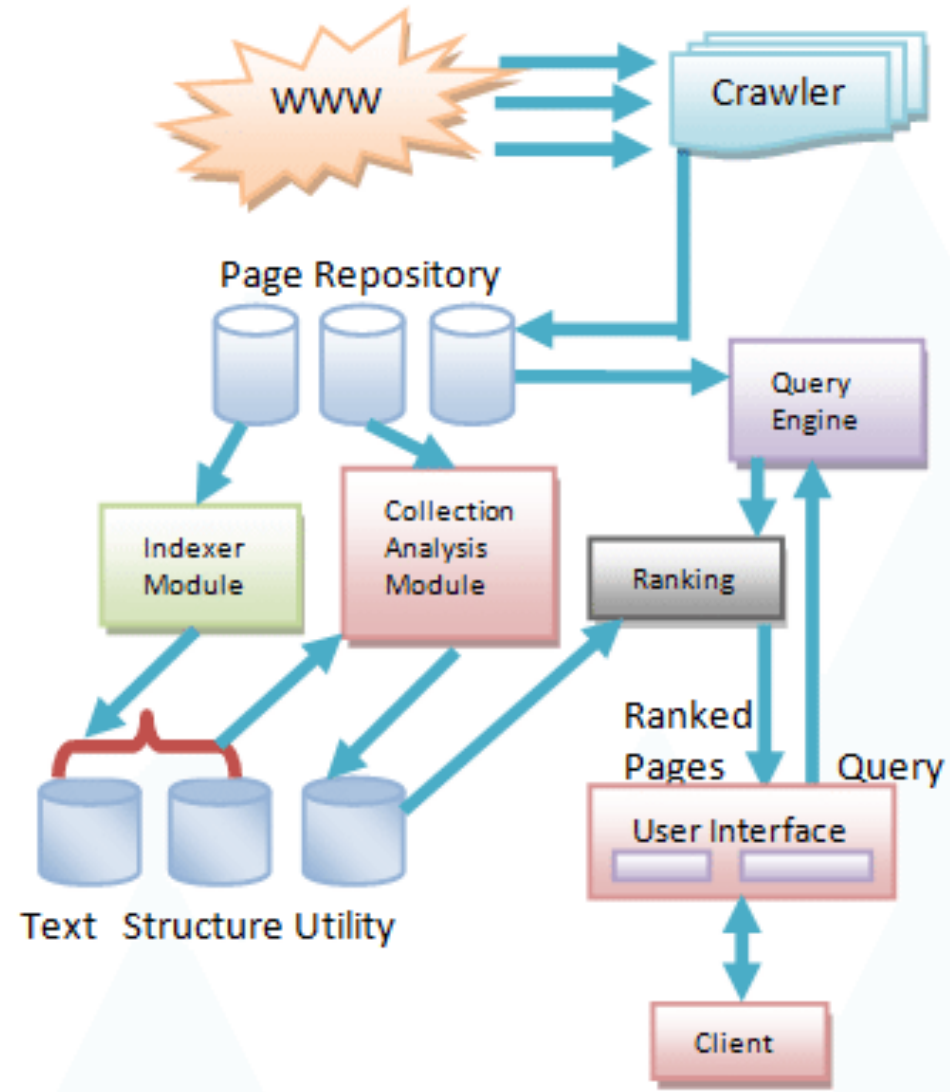 WWW
Crawler
Page Repository
Query
Engine
Collection
Analysis
Module
Indexer
Module
Ranking
Ranked
Pages
Query
User Interface
Text Structure Utility
Client